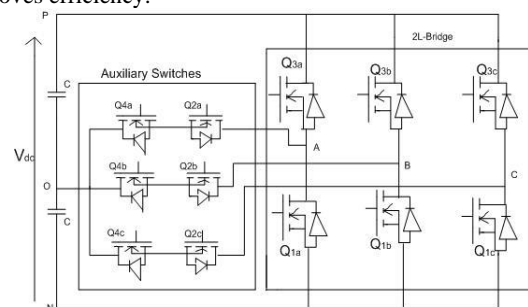 oves efficiency.
P
2L-Bridge
Q3a
Q3b
Q3c
C
Auxiliary Switches
Q4a
Q2a
A
Vdc
Q4b
Q2b
B
O
C
C
Q4c
Q2c
Q1a
Q1b
Q1c
N